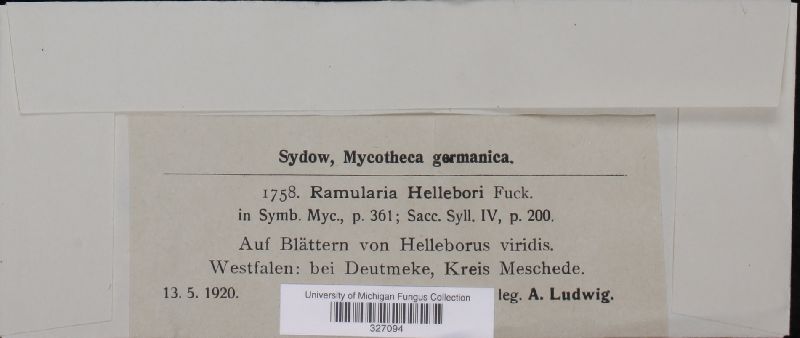 Sydow, Mycotheca germanica.
1758. Ramularia Hellebori Fuck.
in Symb. Myc., p. 361; Sacc. Syll. IV, p. 200.
Auf Blättern von Helleborus viridis.
Westfalen: bei Deutmeke, Kreis Meschede.
13. 5. 1920. leg. A. Ludwig.
University of Michigan Fungus Collection
327094